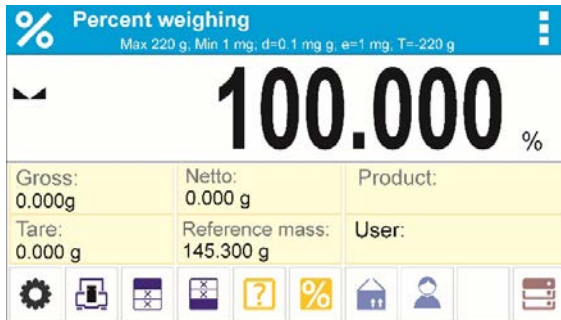 % Percent weighing
Max 220 g, Min 1 mg, d=0.1 mg g, e=1 mg, T=-220 g
100.000 %
Gross:
0.000g
Netto:
0.000 g
Product:
Tare:
0.000 g
Reference mass:
145.300 g
User:
? %